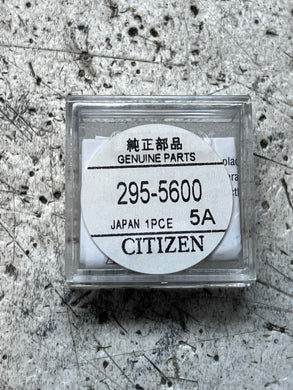 純正部品
GENUINE PARTS
295-5600
JAPAN 1PCE 5A
CITIZEN